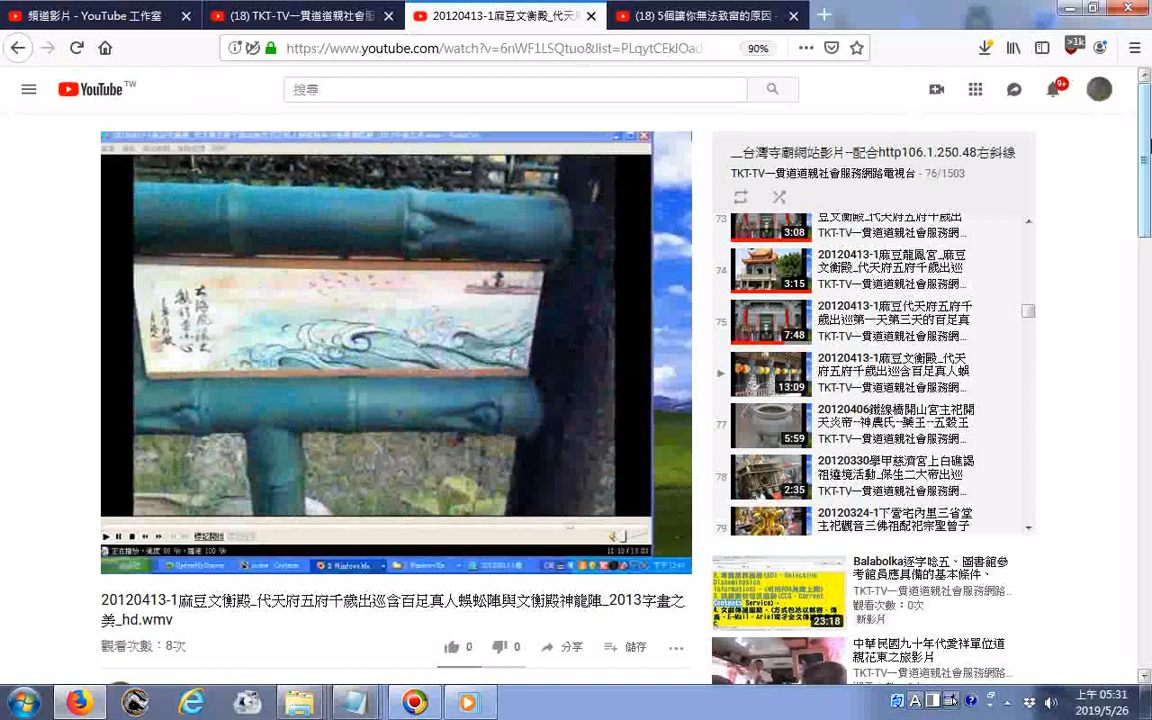 頻道影片 - YouTube 工作室
(18) TKT-TV一貫道道親社會服
20120413-1麻豆文衡殿_代天
(18) 5個讓你無法致富的原因 -
https://www.youtube.com/watch?v=6nWF1LSQtuo&list=PLqytCEklOad
90%
>1k
YouTube TW
搜尋
9+
二台灣寺廟網站影片--配合http106.1.250.48右斜線
TKT-TV一貫道道親社會服務網路電視台 - 76/1503
73
豆文衡殿_代天府五府千歲出
TKT-TV一貫道道親社會服務網...
3:08
74
20120413-1麻豆龍鳳宮_麻豆
文衡殿_代天府五府千歲出巡
TKT-TV一貫道道親社會服務網...
3:15
75
20120413-1麻豆代天府五府千
歲出巡第一天第三天的百足真
TKT-TV一貫道道親社會服務網...
7:48
20120413-1麻豆文衡殿_代天
府五府千歲出巡含百足真人蜈
TKT-TV一貫道道親社會服務網...
13:09
77
20120406鐵線橋開山宮主祀開
天炎帝--神農氏--藥王--五穀王
TKT-TV一貫道道親社會服務網...
5:59
78
20120330學甲慈濟宮上白礁謁
祖遶境活動_保生二大帝出巡
TKT-TV一貫道道親社會服務網...
2:35
79
20120324-1下營宅內里三省堂
主祀觀音三佛祖配祀宗聖曾子
標記開始
20120413-1麻豆文衡殿_代天府五府千歲出巡含百足真人蜈蚣陣與文衡殿神龍陣_2013字畫之
美_hd.wmv
觀看次數：8次
0
0
分享
儲存
Balabolka逐字唸五、圖書館參
考館員應具備的基本條件、
TKT-TV一貫道道親社會服務網路...
觀看次數：0次
新影片
23:18
中華民國九十年代愛祥單位道
親花東之旅影片
TKT-TV一貫道道親社會服務網路...
上午 05:31
2019/5/26